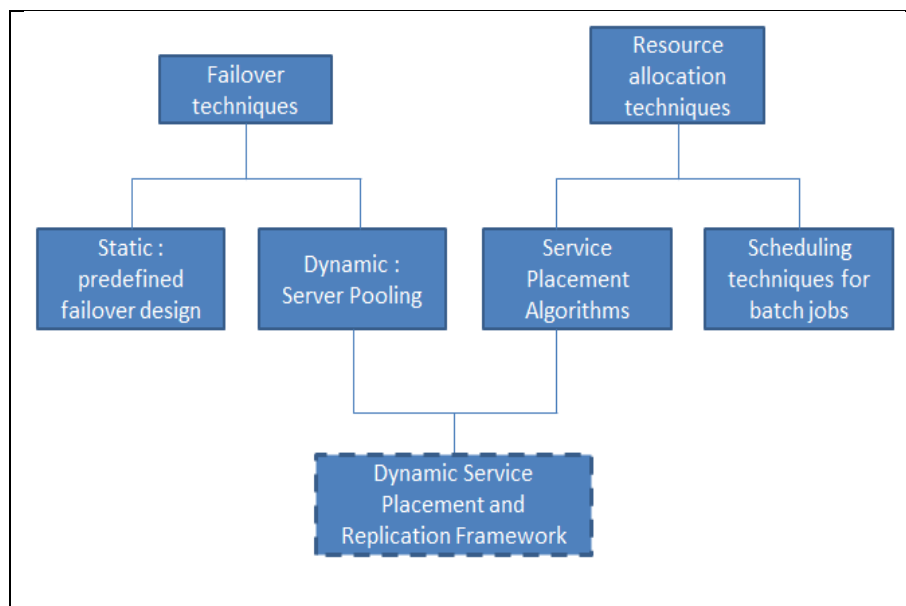 Failover
techniques
Resource
allocation
techniques
Static :
predefined
failover design
Dynamic :
Server Pooling
Service
Placement
Algorithms
Scheduling
techniques for
batch jobs
Dynamic Service
Placement and
Replication Framework